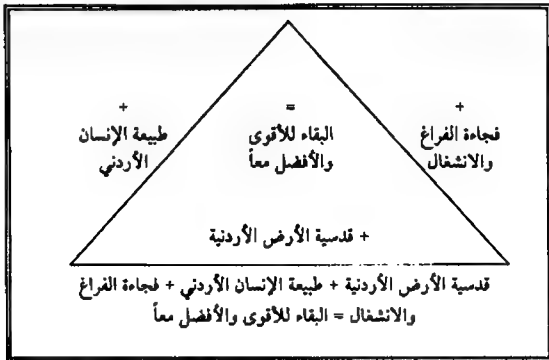 +
فجاءة الفراغ
والانشغال
=
البقاء للأقوى
والأفضل معاً
+
طبيعة الإنسان
الأردني
+ قدسية الأرض الأردنية
قدسية الأرض الأردنية + طبيعة الإنسان الأردني + فجاءة الفراغ
والانشغال = البقاء للأقوى والأفضل معاً